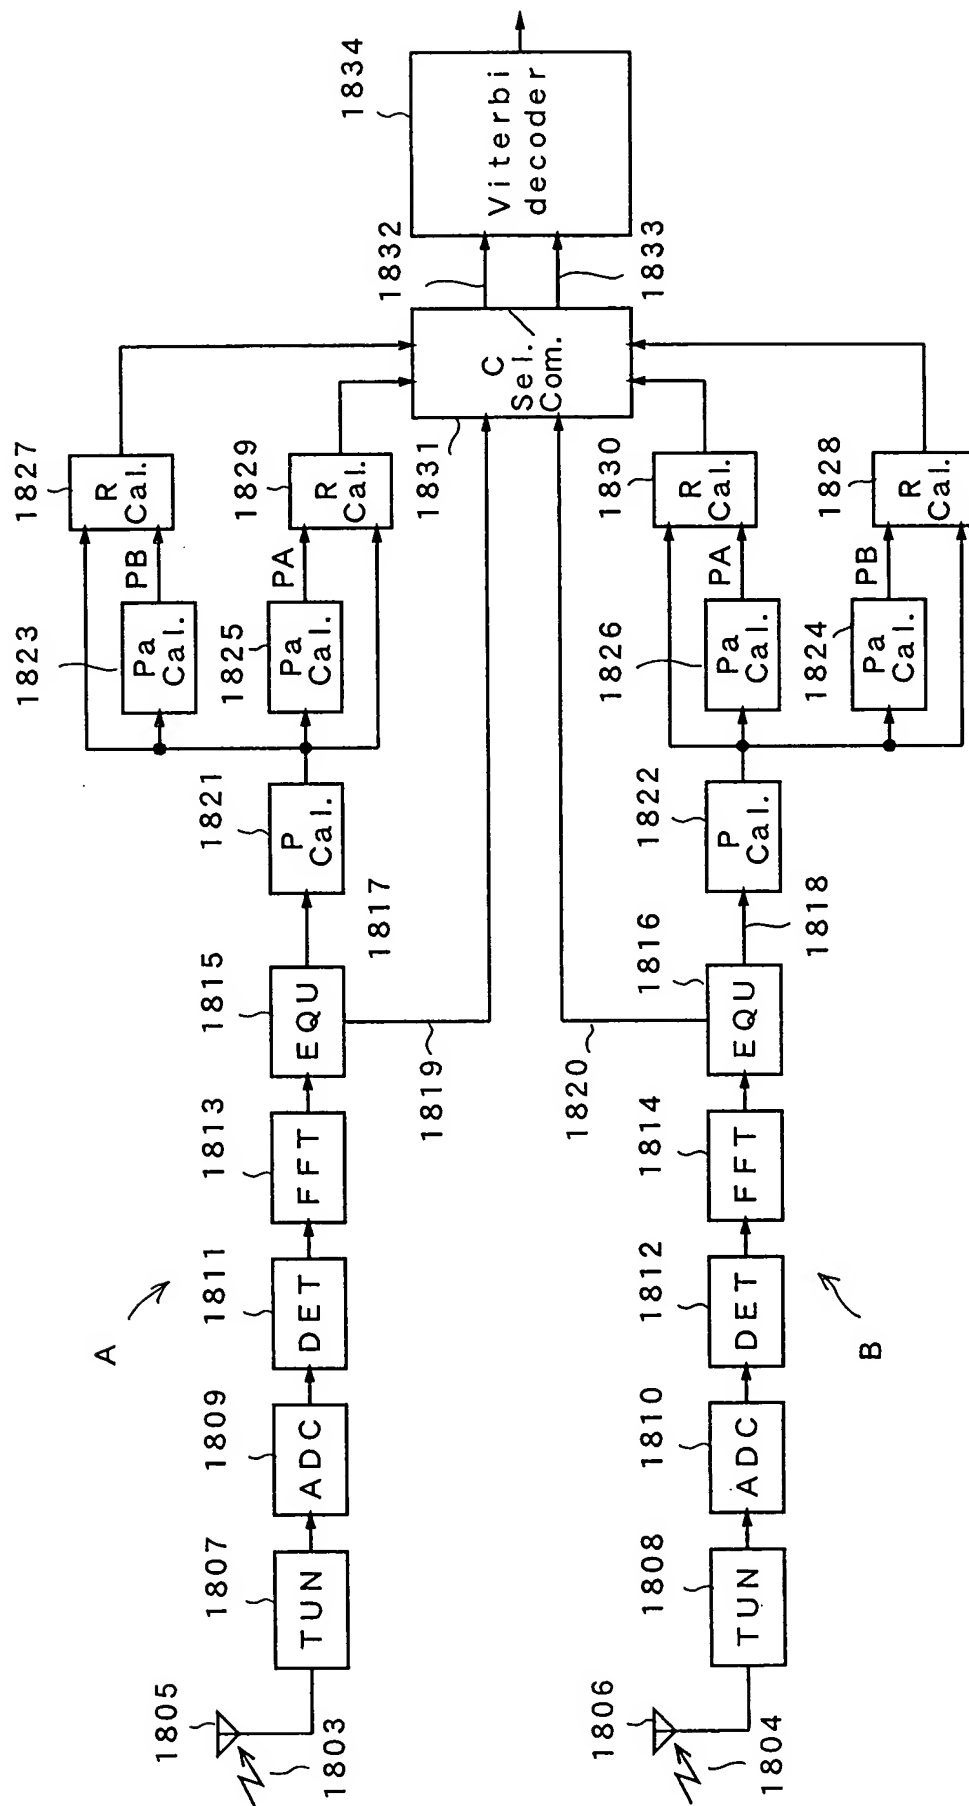 A
1803
1805
1807
TUN
1809
ADC
1811
DET
1813
FFT
1815
EQU
1817
1819
1821
P
Cal.
1823
Pa
Cal.
PB
1825
Pa
Cal.
PA
1827
R
Cal.
1829
R
Cal.
1831
C
Sel.
Com.
1832
1833
1834
Viterbi
decoder
B
1804
1806
1808
TUN
1810
ADC
1812
DET
1814
FFT
1816
EQU
1818
1820
1822
P
Cal.
1826
Pa
Cal.
PA
1824
Pa
Cal.
PB
1830
R
Cal.
1828
R
Cal.